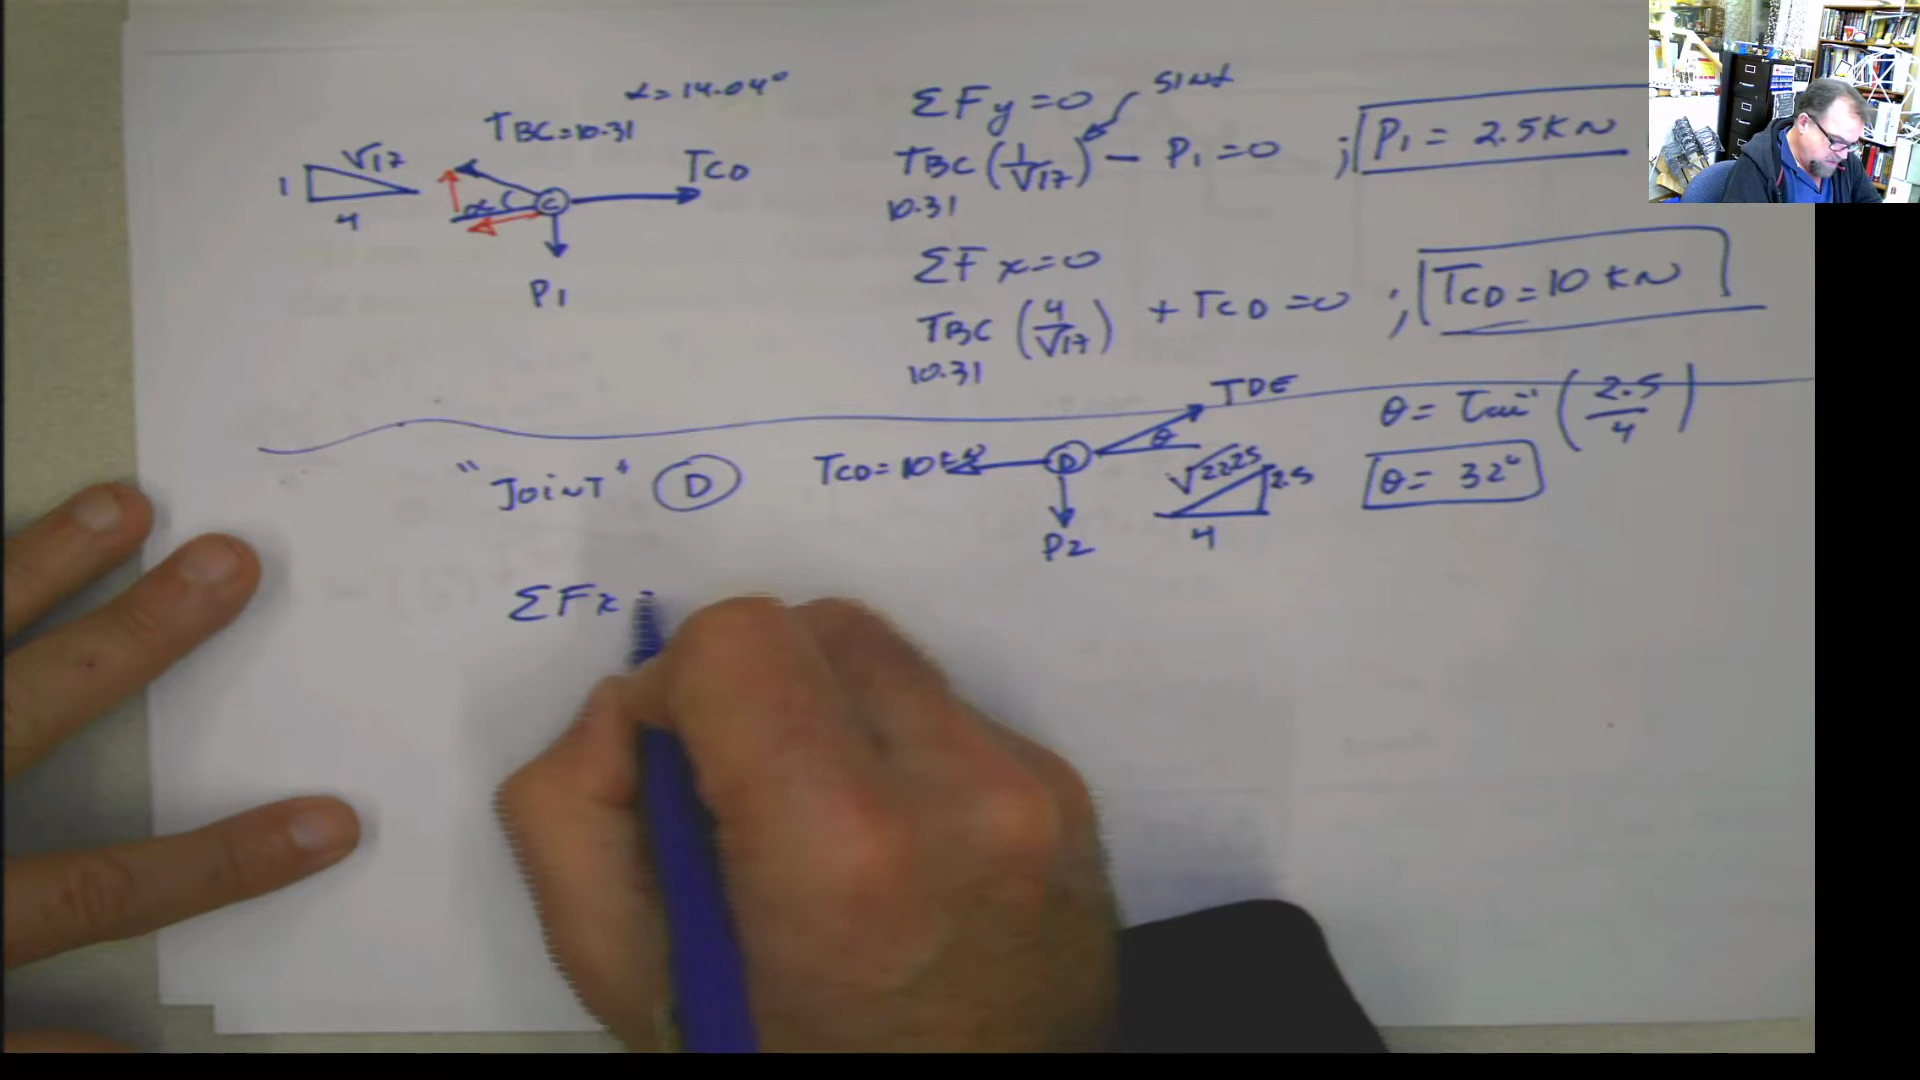 α = 14.04°
TBC = 10.31
√17
1
4
α
C
TCD
P1
ΣFy = 0
sin α
TBC (1/√17) - P1 = 0 ; P1 = 2.5KN
10.31
ΣFx = 0
TBC (4/√17) + TCD = 0 ; TCD = 10 KN
10.31
"JOINT" D
TCD = 10
D
TDE
θ
P2
√22.25
2.5
4
θ = Tan⁻¹ (2.5/4)
θ = 32°
ΣFx =